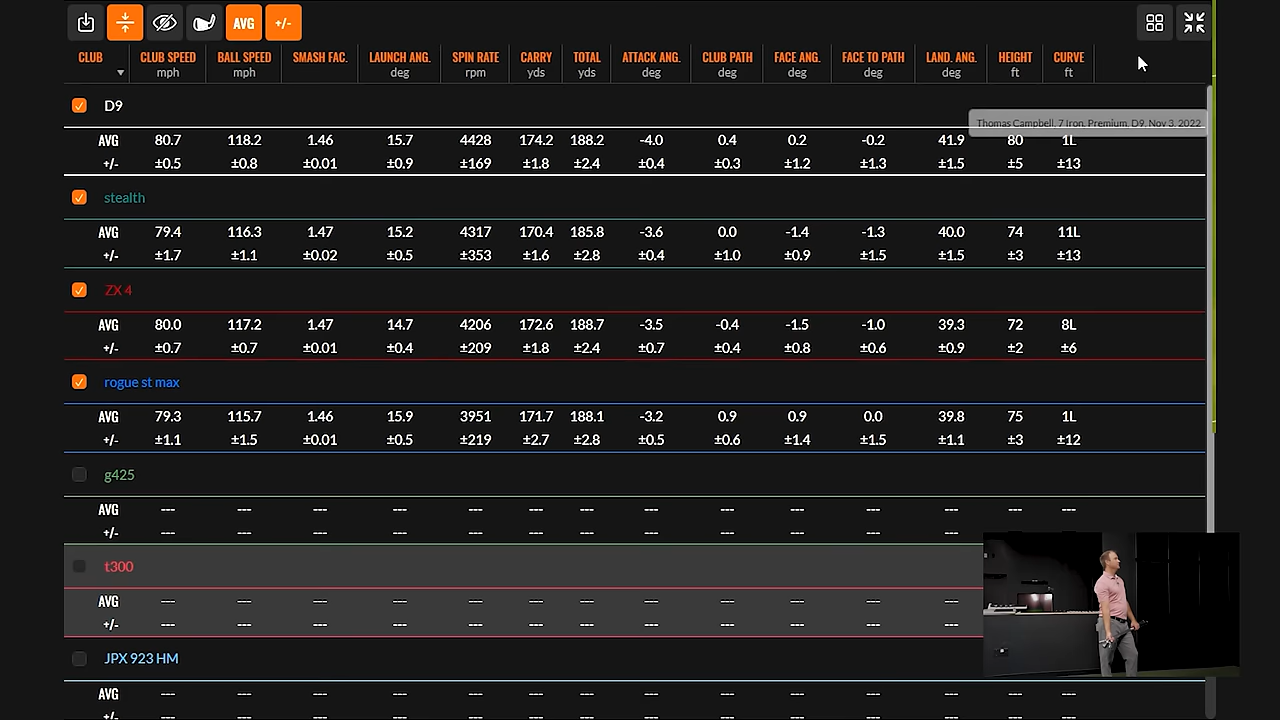 AVG +/-
CLUB CLUB SPEED BALL SPEED SMASH FAC. LAUNCH ANG. SPIN RATE CARRY TOTAL ATTACK ANG. CLUB PATH FACE ANG. FACE TO PATH LAND. ANG. HEIGHT CURVE
mph mph deg rpm yds yds deg deg deg deg deg ft ft
D9
Thomas Campbell, 7 Iron, Premium, D9, Nov 3, 2022
AVG 80.7 118.2 1.46 15.7 4428 174.2 188.2 -4.0 0.4 0.2 -0.2 41.9 80 1L
+/- ±0.5 ±0.8 ±0.01 ±0.9 ±169 ±1.8 ±2.4 ±0.4 ±0.3 ±1.2 ±1.3 ±1.5 ±5 ±13
stealth
AVG 79.4 116.3 1.47 15.2 4317 170.4 185.8 -3.6 0.0 -1.4 -1.3 40.0 74 11L
+/- ±1.7 ±1.1 ±0.02 ±0.5 ±353 ±1.6 ±2.8 ±0.4 ±1.0 ±0.9 ±1.5 ±1.5 ±3 ±13
ZX 4
AVG 80.0 117.2 1.47 14.7 4206 172.6 188.7 -3.5 -0.4 -1.5 -1.0 39.3 72 8L
+/- ±0.7 ±0.7 ±0.01 ±0.4 ±209 ±1.8 ±2.4 ±0.7 ±0.4 ±0.8 ±0.6 ±0.9 ±2 ±6
rogue st max
AVG 79.3 115.7 1.46 15.9 3951 171.7 188.1 -3.2 0.9 0.9 0.0 39.8 75 1L
+/- ±1.1 ±1.5 ±0.01 ±0.5 ±219 ±2.7 ±2.8 ±0.5 ±0.6 ±1.4 ±1.5 ±1.1 ±3 ±12
g425
AVG --- --- --- --- --- --- --- --- --- --- --- --- --- ---
+/- --- --- --- --- --- --- --- --- --- --- --- --- --- ---
t300
AVG --- --- --- --- --- --- --- --- --- --- --- ---
+/- --- --- --- --- --- --- --- --- --- --- --- ---
JPX 923 HM
AVG --- --- --- --- --- --- --- --- --- --- --- --- --- ---
+/- --- --- --- --- --- --- --- --- --- --- --- --- --- ---